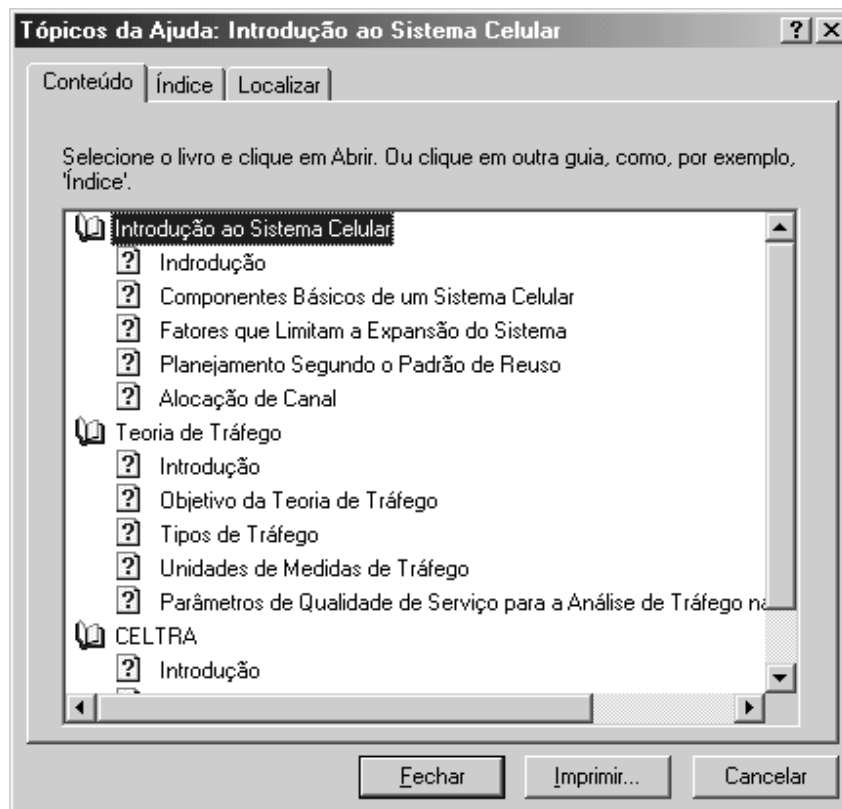 Tópicos da Ajuda: Introdução ao Sistema Celular
Conteúdo Índice Localizar
Selecione o livro e clique em Abrir. Ou clique em outra guia, como, por exemplo,
'Índice'.
Introdução ao Sistema Celular
Indrodução
Componentes Básicos de um Sistema Celular
Fatores que Limitam a Expansão do Sistema
Planejamento Segundo o Padrão de Reuso
Alocação de Canal
Teoria de Tráfego
Introdução
Objetivo da Teoria de Tráfego
Tipos de Tráfego
Unidades de Medidas de Tráfego
Parâmetros de Qualidade de Serviço para a Análise de Tráfego na
CELTRA
Introdução
Fechar Imprimir... Cancelar